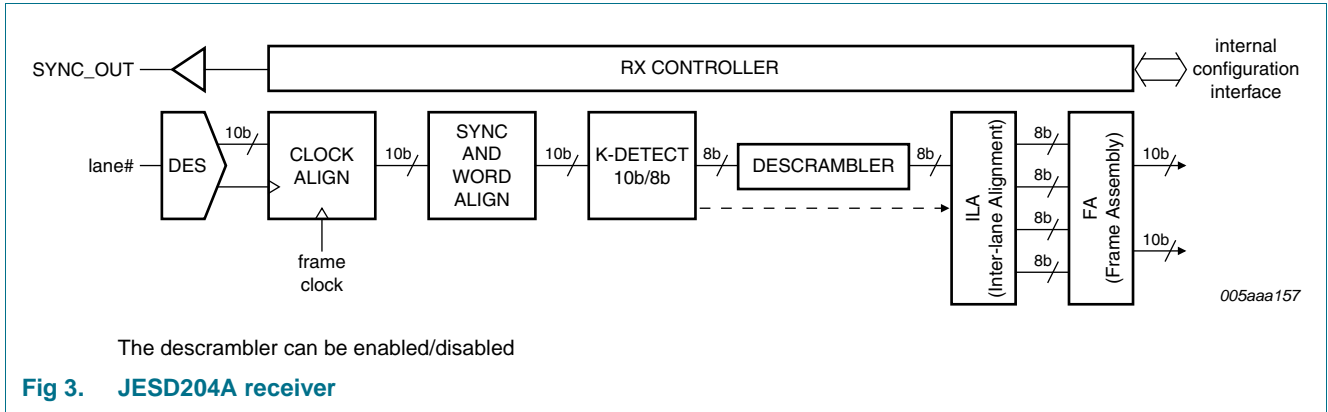 SYNC_OUT
RX CONTROLLER
internal
configuration
interface
lane#
DES
10b
CLOCK
ALIGN
frame
clock
10b
SYNC
AND
WORD
ALIGN
10b
K-DETECT
10b/8b
8b
DESCRAMBLER
8b
ILA
(Inter-lane Alignment)
8b
8b
8b
8b
FA
(Frame Assembly)
10b
10b
005aaa157
The descrambler can be enabled/disabled
Fig 3. JESD204A receiver